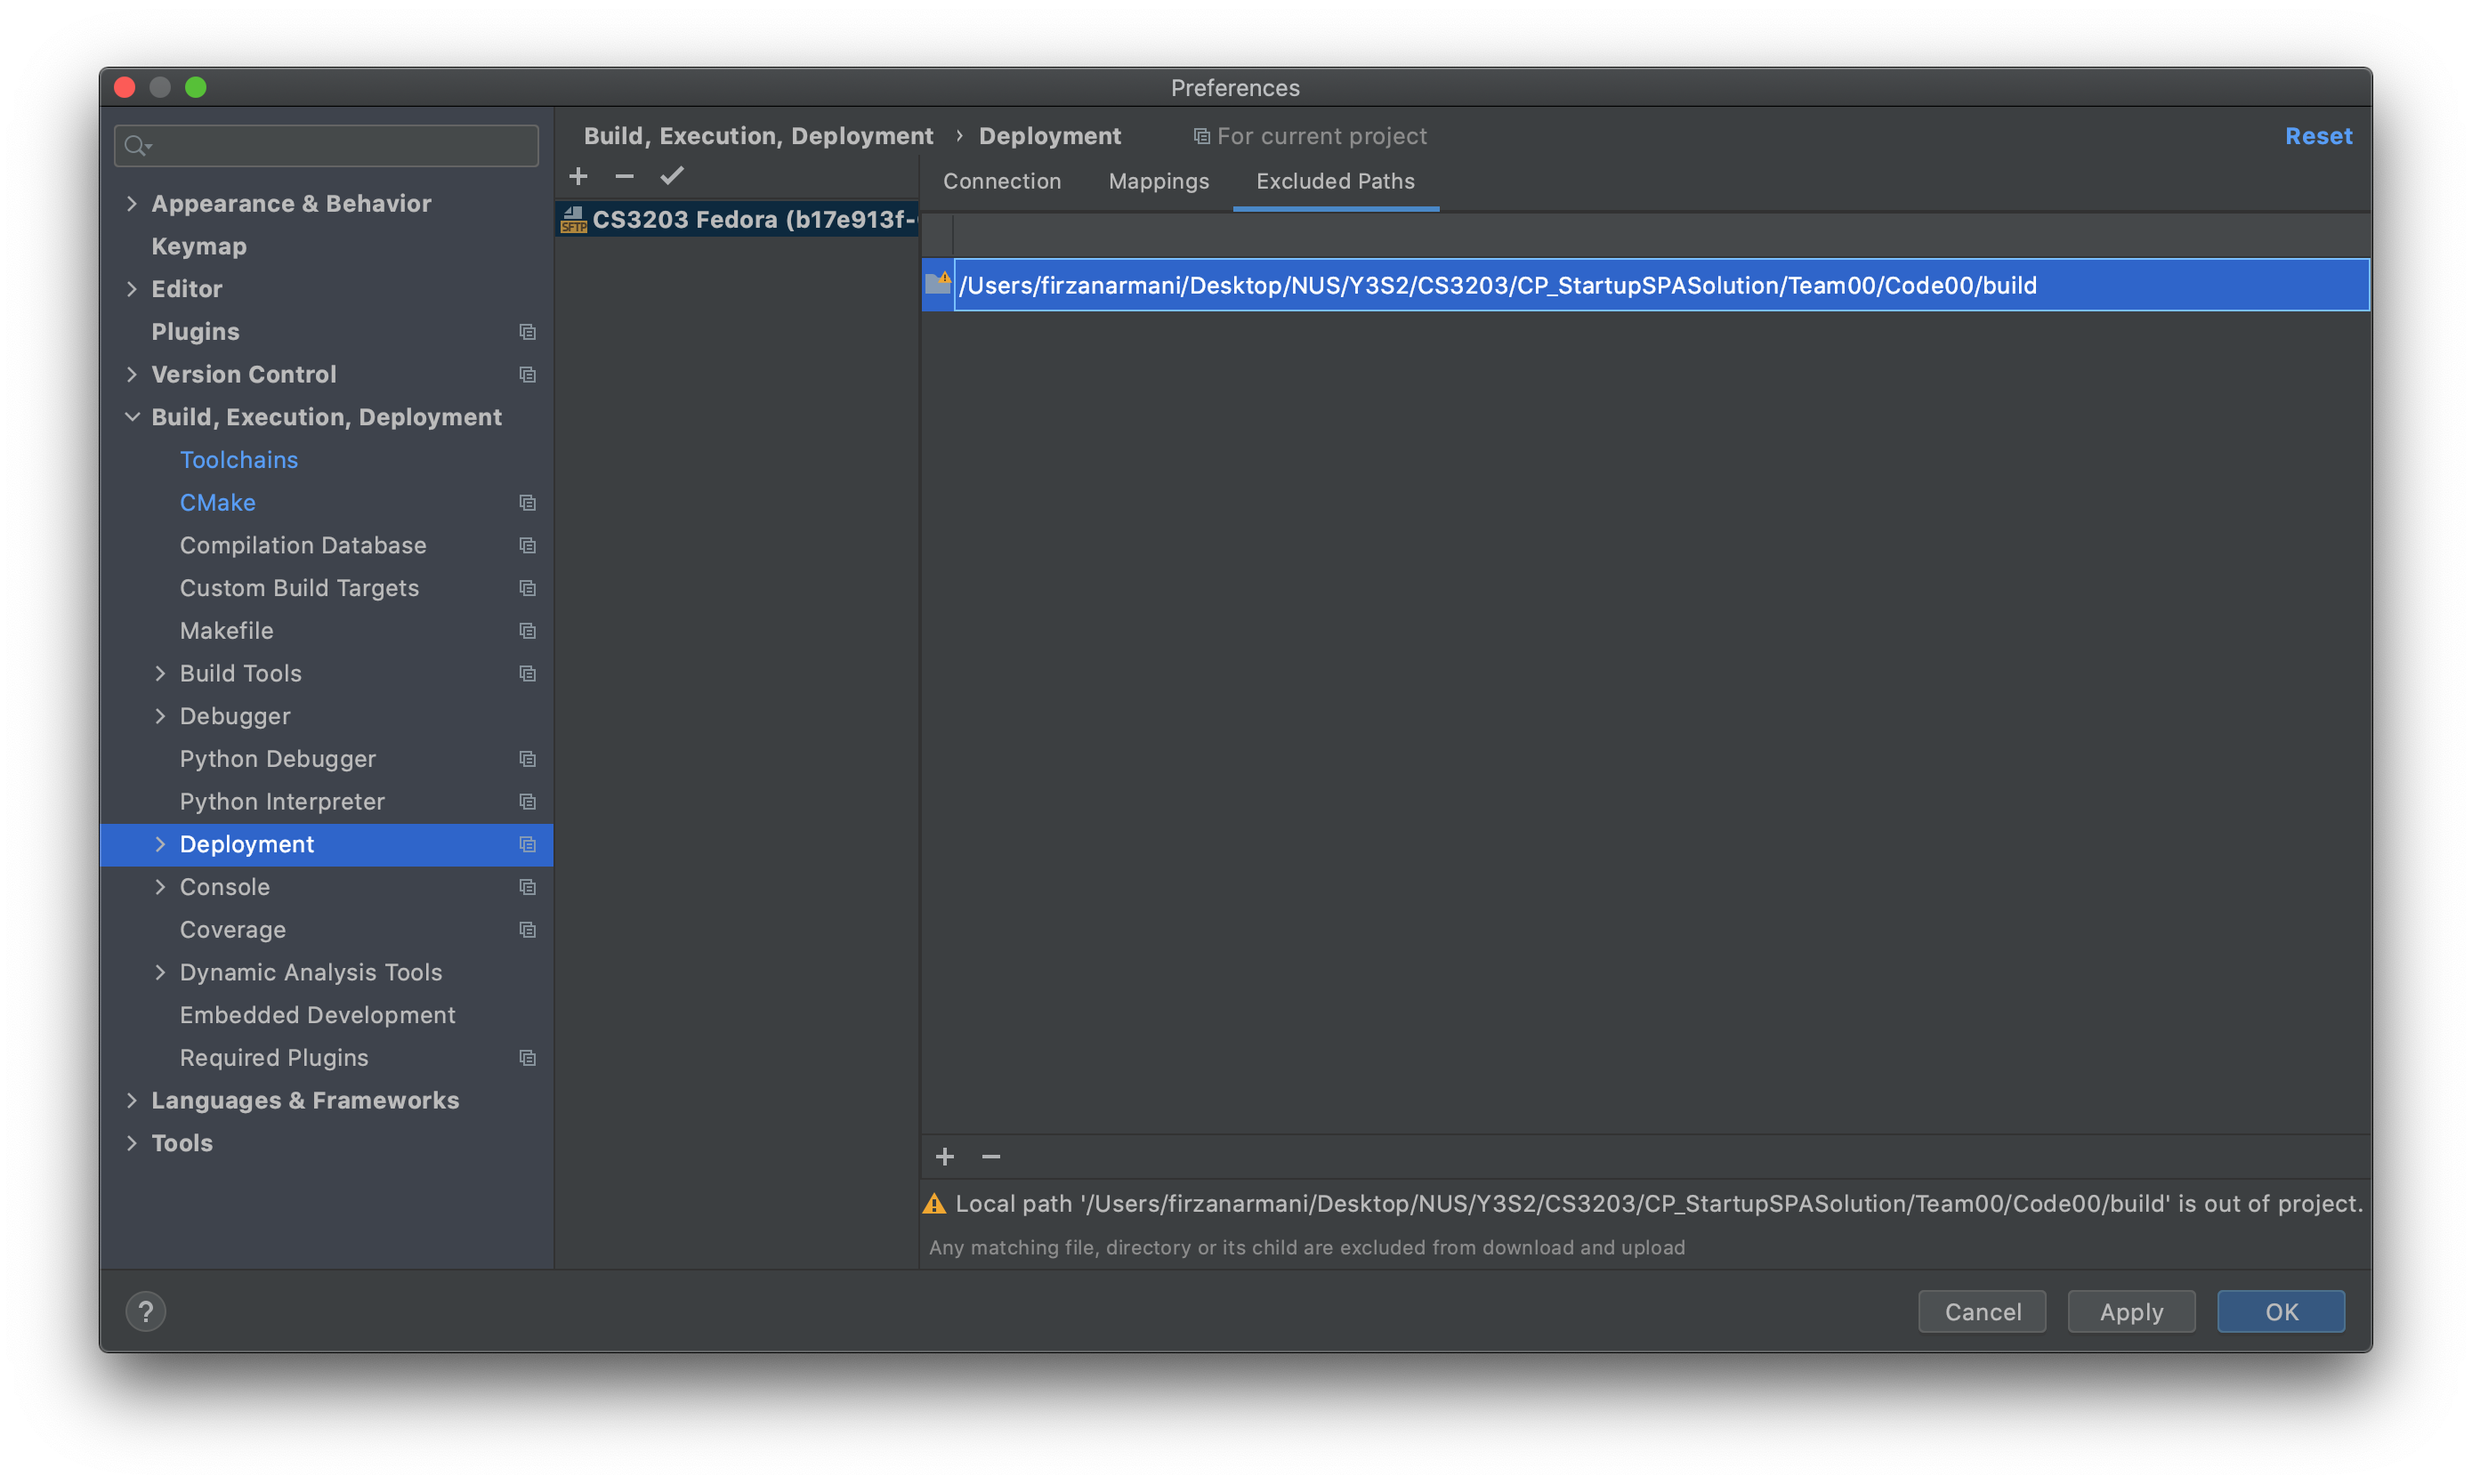 Preferences
Appearance & Behavior
Keymap
Editor
Plugins
Version Control
Build, Execution, Deployment
Toolchains
CMake
Compilation Database
Custom Build Targets
Makefile
Build Tools
Debugger
Python Debugger
Python Interpreter
Deployment
Console
Coverage
Dynamic Analysis Tools
Embedded Development
Required Plugins
Languages & Frameworks
Tools
Build, Execution, Deployment › Deployment
For current project
Reset
SFTP CS3203 Fedora (b17e913f-
Connection
Mappings
Excluded Paths
/Users/firzanarmani/Desktop/NUS/Y3S2/CS3203/CP_StartupSPASolution/Team00/Code00/build
Local path '/Users/firzanarmani/Desktop/NUS/Y3S2/CS3203/CP_StartupSPASolution/Team00/Code00/build' is out of project.
Any matching file, directory or its child are excluded from download and upload
?
Cancel
Apply
OK